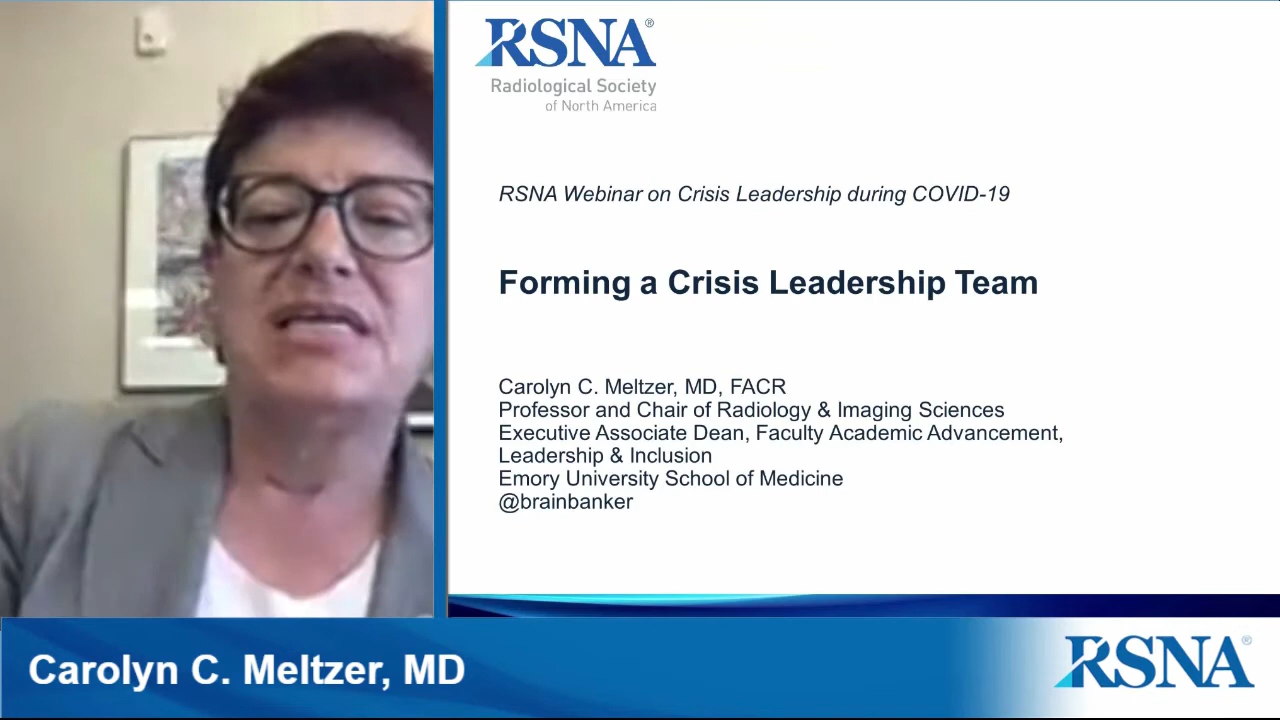 RSNA®
Radiological Society
of North America
RSNA Webinar on Crisis Leadership during COVID-19
Forming a Crisis Leadership Team
Carolyn C. Meltzer, MD, FACR
Professor and Chair of Radiology & Imaging Sciences
Executive Associate Dean, Faculty Academic Advancement,
Leadership & Inclusion
Emory University School of Medicine
@brainbanker
Carolyn C. Meltzer, MD
RSNA®